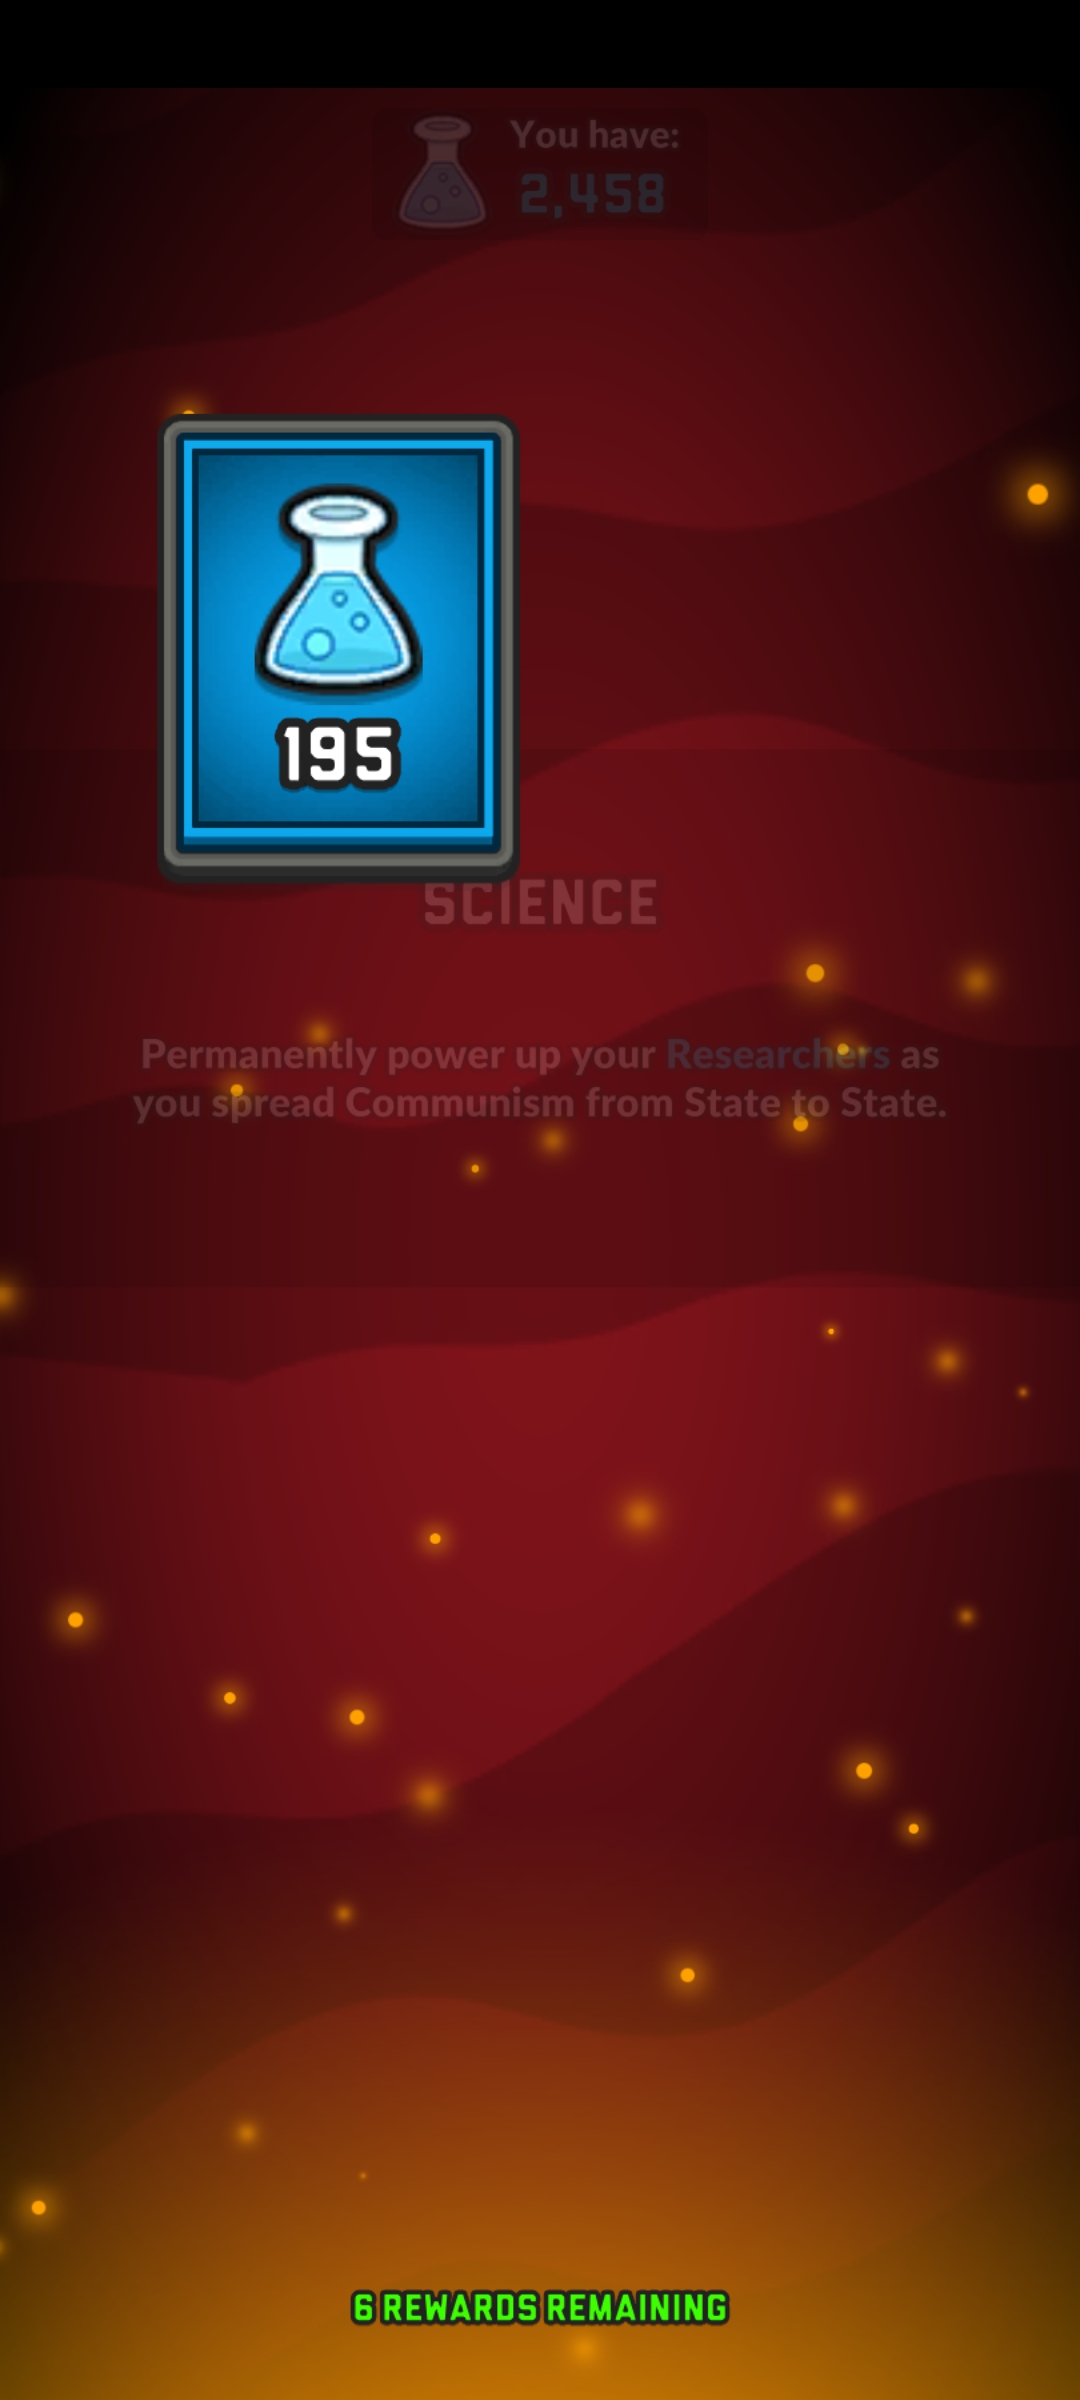 You have:
2,458
195
SCIENCE
Permanently power up your Researchers as
you spread Communism from State to State.
6 REWARDS REMAINING